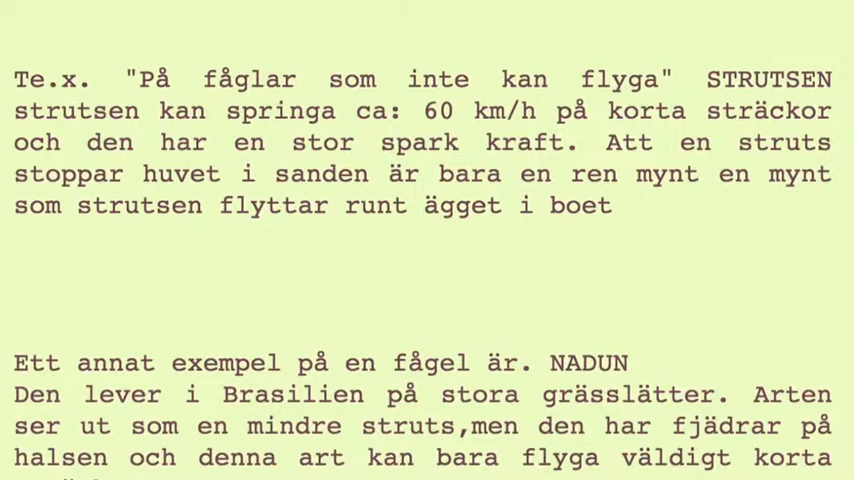 Te.x. "På fåglar som inte kan flyga" STRUTSEN
strutsen kan springa ca: 60 km/h på korta sträckor
och den har en stor spark kraft. Att en struts
stoppar huvet i sanden är bara en ren mynt en mynt
som strutsen flyttar runt ägget i boet
Ett annat exempel på en fågel är. NADUN
Den lever i Brasilien på stora grässlätter. Arten
ser ut som en mindre struts,men den har fjädrar på
halsen och denna art kan bara flyga väldigt korta